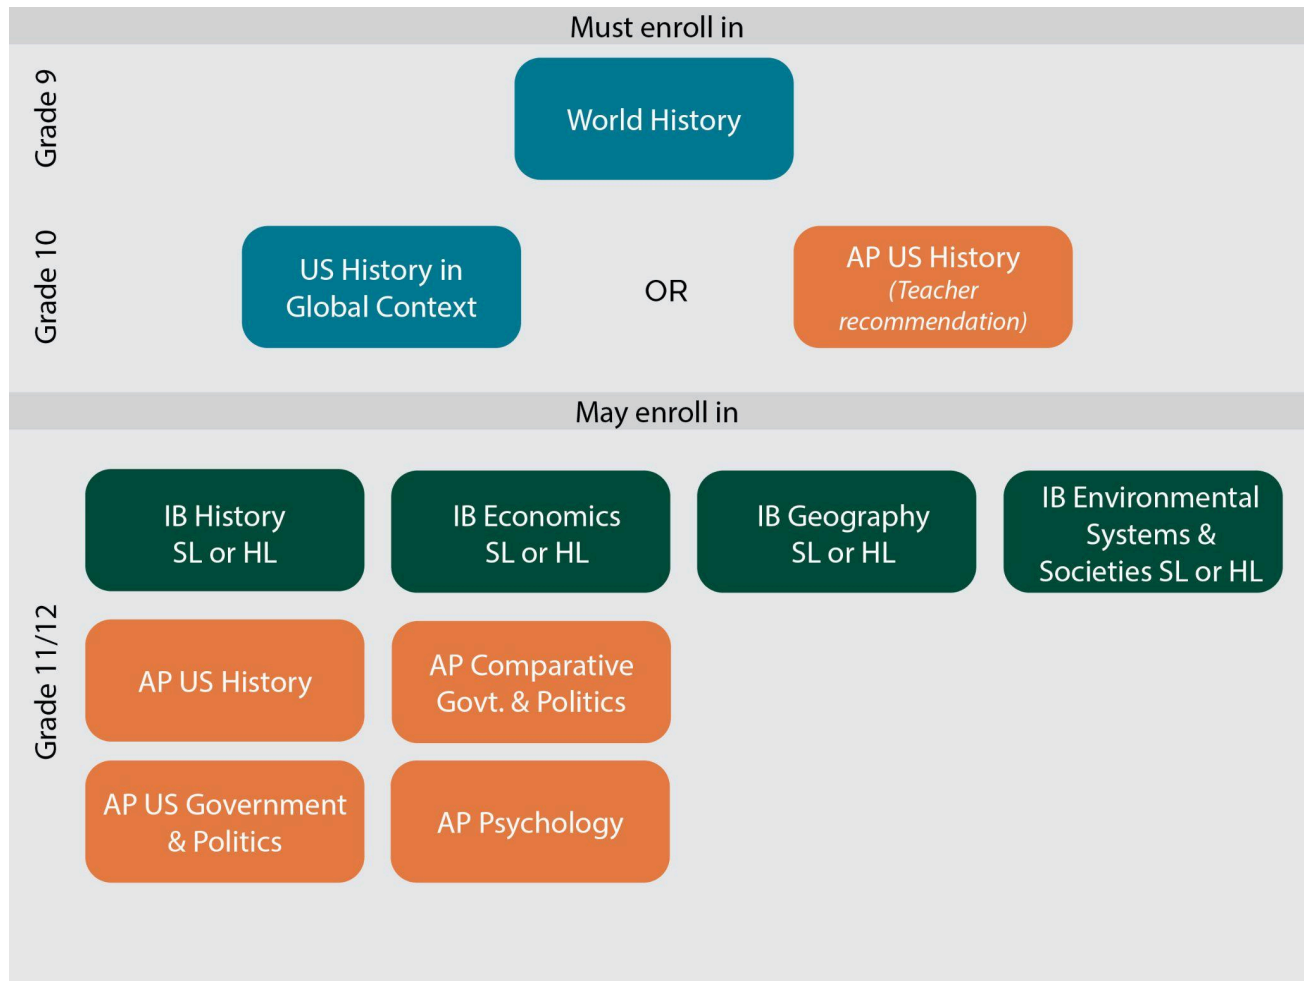 Must enroll in
Grade 9
World History
Grade 10
US History in
Global Context
OR
AP US History
(Teacher
recommendation)
May enroll in
Grade 11/12
IB History
SL or HL
IB Economics
SL or HL
IB Geography
SL or HL
IB Environmental
Systems &
Societies SL or HL
AP US History
AP Comparative
Govt. & Politics
AP US Government
& Politics
AP Psychology